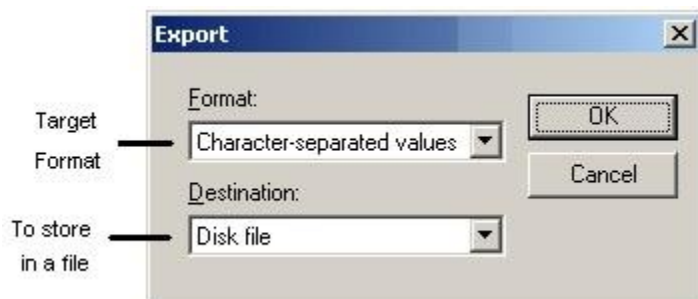 Export
Format:
Target
Format
Character-separated values
OK
Cancel
Destination:
To store
in a file
Disk file